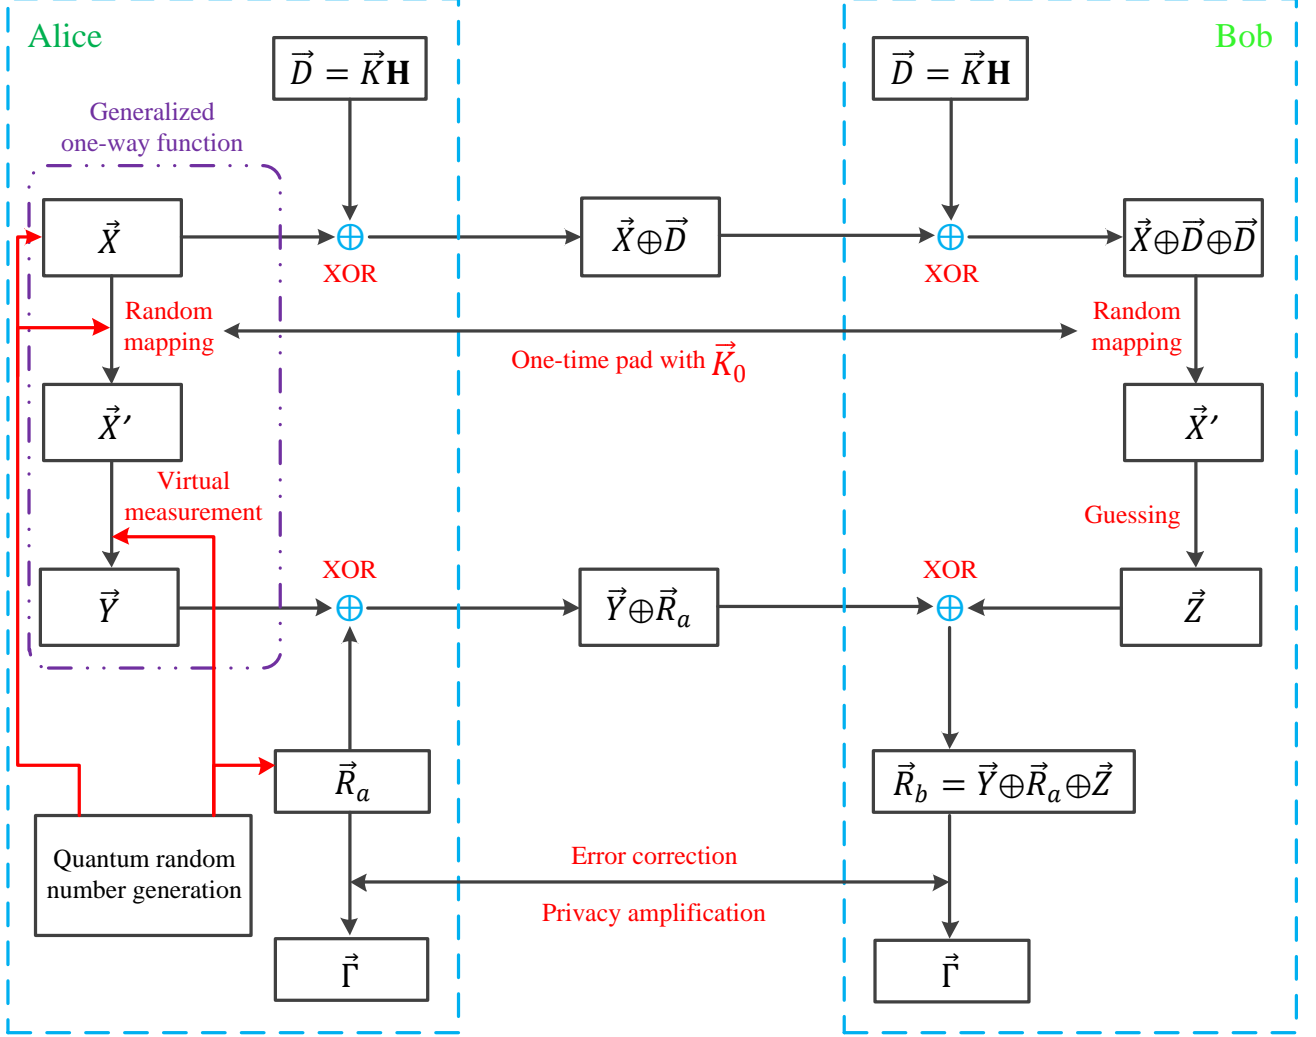 Alice
Bob
D⃗ = K⃗𝐇
D⃗ = K⃗𝐇
Generalized
one-way function
X⃗
⊕
X⃗⊕D⃗
⊕
X⃗⊕D⃗⊕D⃗
XOR
XOR
Random
mapping
Random
mapping
One-time pad with K⃗₀
X⃗′
X⃗′
Virtual
measurement
Guessing
XOR
XOR
Y⃗
⊕
Y⃗⊕R⃗ₐ
⊕
Z⃗
R⃗ₐ
R⃗_b = Y⃗⊕R⃗ₐ⊕Z⃗
Quantum random
number generation
Error correction
Privacy amplification
Γ⃗
Γ⃗